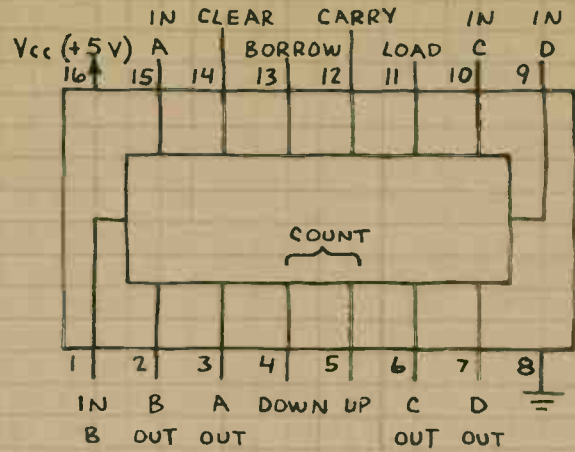 IN CLEAR CARRY IN IN
Vcc (+5 V) A BORROW LOAD C D
16 15 14 13 12 11 10 9
COUNT
1 2 3 4 5 6 7 8
IN B A DOWN UP C D
B OUT OUT OUT OUT